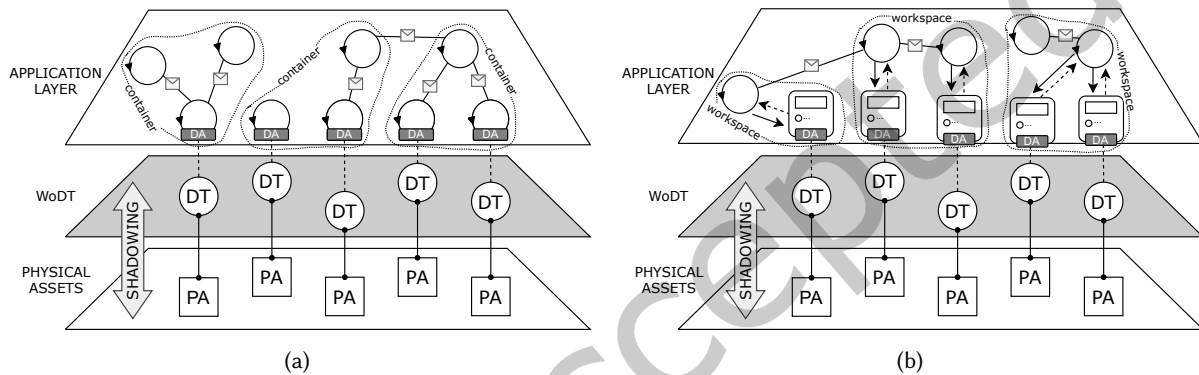 APPLICATION
LAYER
container
container
container
DA
DA
DA
DA
DA
WoDT
DT
DT
DT
DT
DT
SHADOWING
PHYSICAL
ASSETS
PA
PA
PA
PA
PA
(a)
APPLICATION
LAYER
workspace
workspace
workspace
DA
DA
DA
DA
DA
WoDT
DT
DT
DT
DT
DT
SHADOWING
PHYSICAL
ASSETS
PA
PA
PA
PA
PA
(b)
Accepted